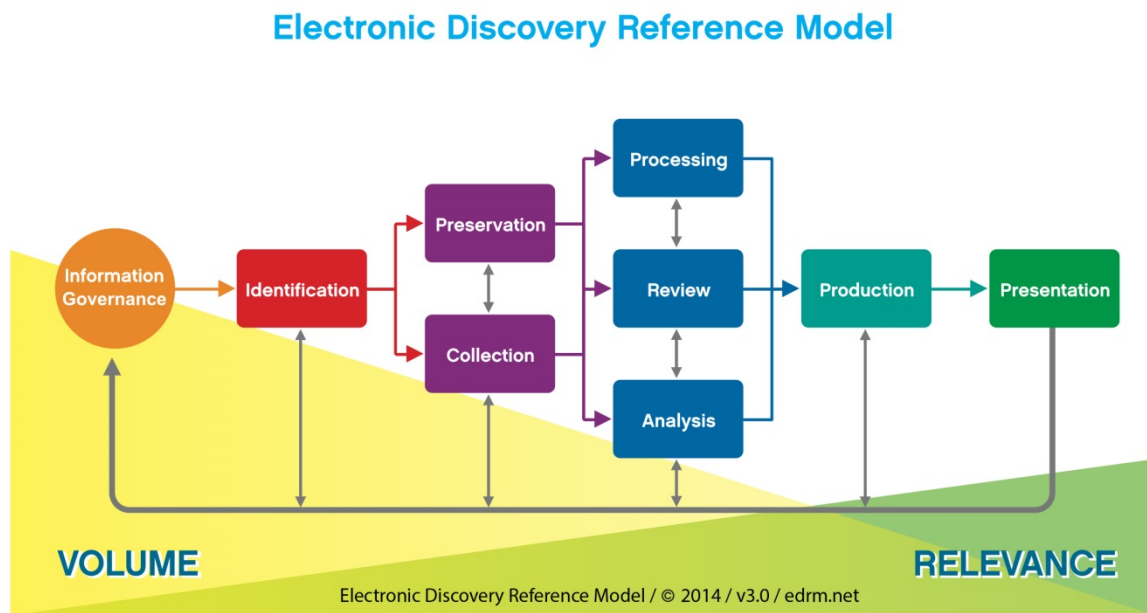 Electronic Discovery Reference Model
Processing
Preservation
Information
Governance
Identification
Review
Production
Presentation
Collection
Analysis
VOLUME
RELEVANCE
Electronic Discovery Reference Model / © 2014 / v3.0 / edrm.net